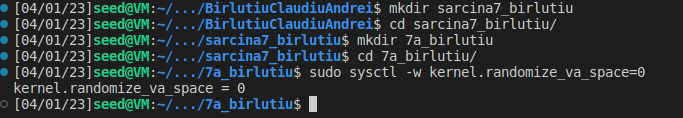 [04/01/23]seed@VM:~/.../BirlutiuClaudiuAndrei$ mkdir sarcina7_birlutiu
[04/01/23]seed@VM:~/.../BirlutiuClaudiuAndrei$ cd sarcina7_birlutiu/
[04/01/23]seed@VM:~/.../sarcina7_birlutiu$ mkdir 7a_birlutiu
[04/01/23]seed@VM:~/.../sarcina7_birlutiu$ cd 7a_birlutiu/
[04/01/23]seed@VM:~/.../7a_birlutiu$ sudo sysctl -w kernel.randomize_va_space=0
kernel.randomize_va_space = 0
[04/01/23]seed@VM:~/.../7a_birlutiu$